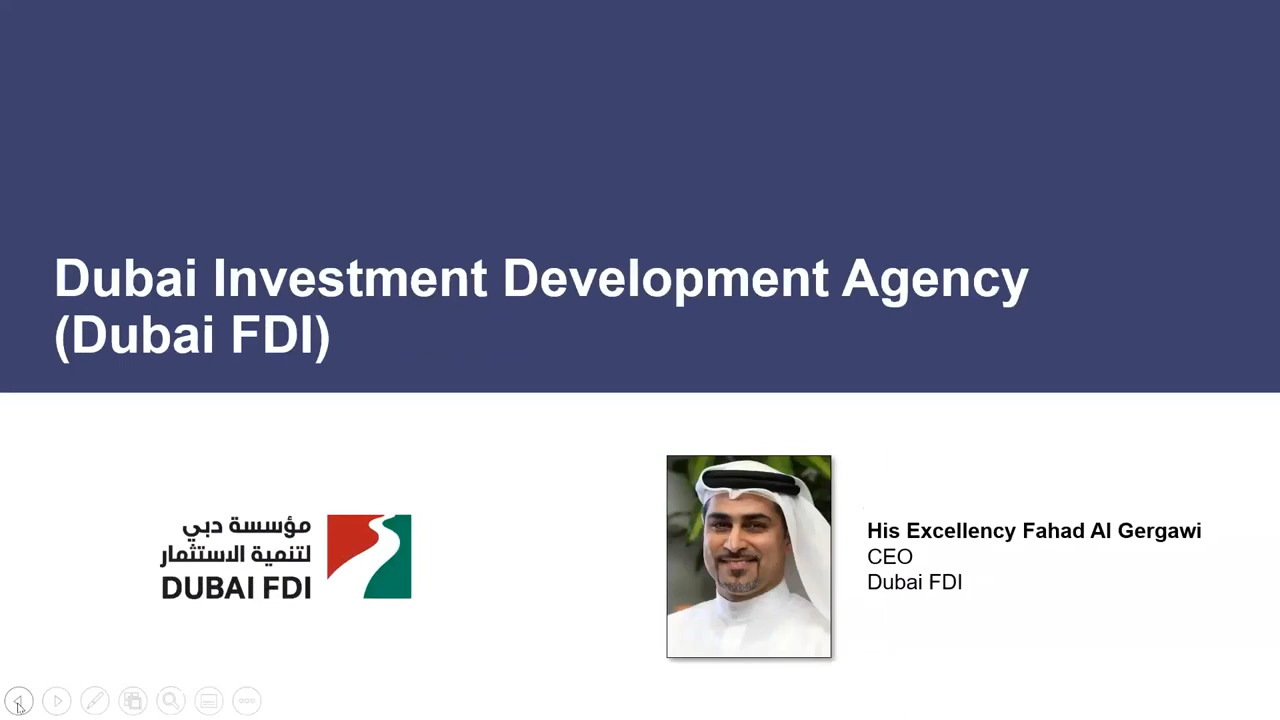 Dubai Investment Development Agency
(Dubai FDI)
مؤسسة دبي
لتنمية الاستثمار
DUBAI FDI
His Excellency Fahad Al Gergawi
CEO
Dubai FDI